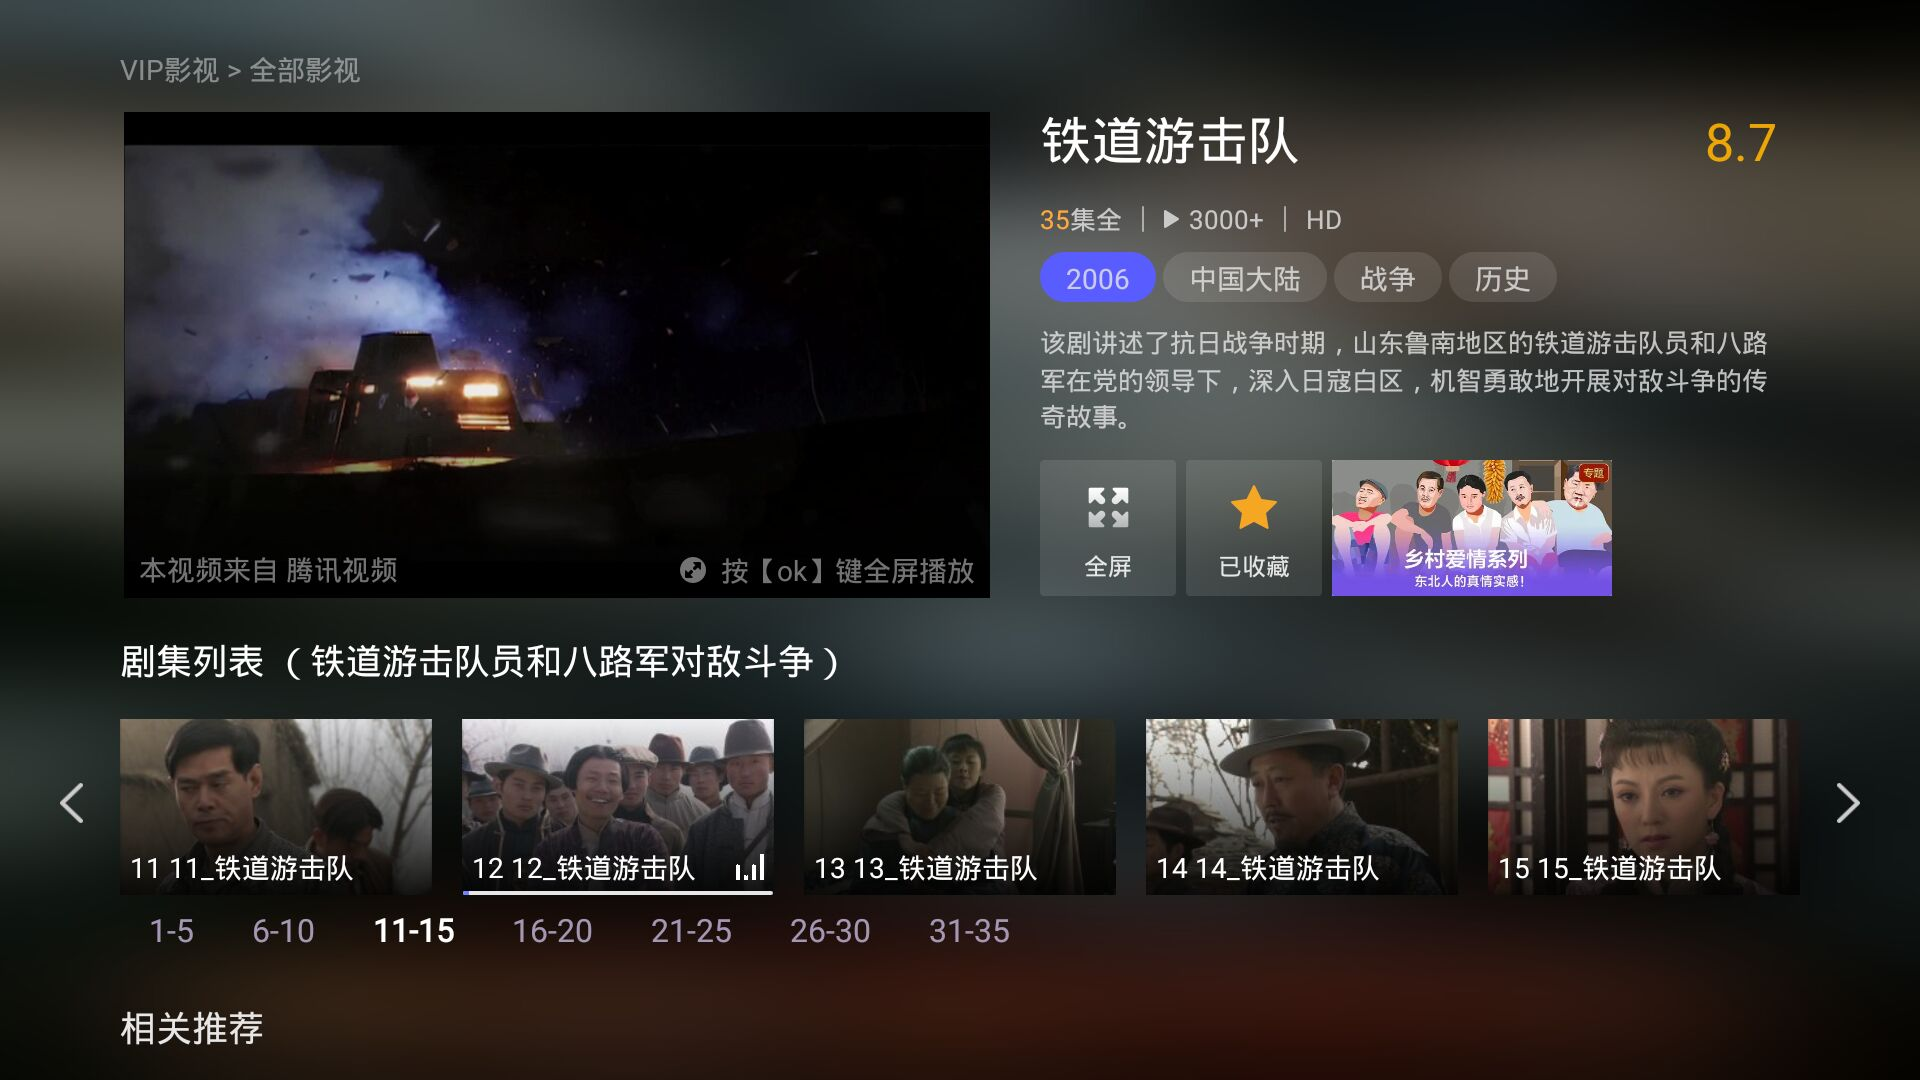 VIP影视 > 全部影视
本视频来自 腾讯视频
按【ok】键全屏播放
铁道游击队
8.7
35集全 | 3000+ | HD
2006 中国大陆 战争 历史
该剧讲述了抗日战争时期，山东鲁南地区的铁道游击队员和八路
军在党的领导下，深入日寇白区，机智勇敢地开展对敌斗争的传
奇故事。
全屏
已收藏
专题
乡村爱情系列
东北人的真情实感!
剧集列表 （铁道游击队员和八路军对敌斗争）
11 11_铁道游击队
12 12_铁道游击队
13 13_铁道游击队
14 14_铁道游击队
15 15_铁道游击队
1-5 6-10 11-15 16-20 21-25 26-30 31-35
相关推荐